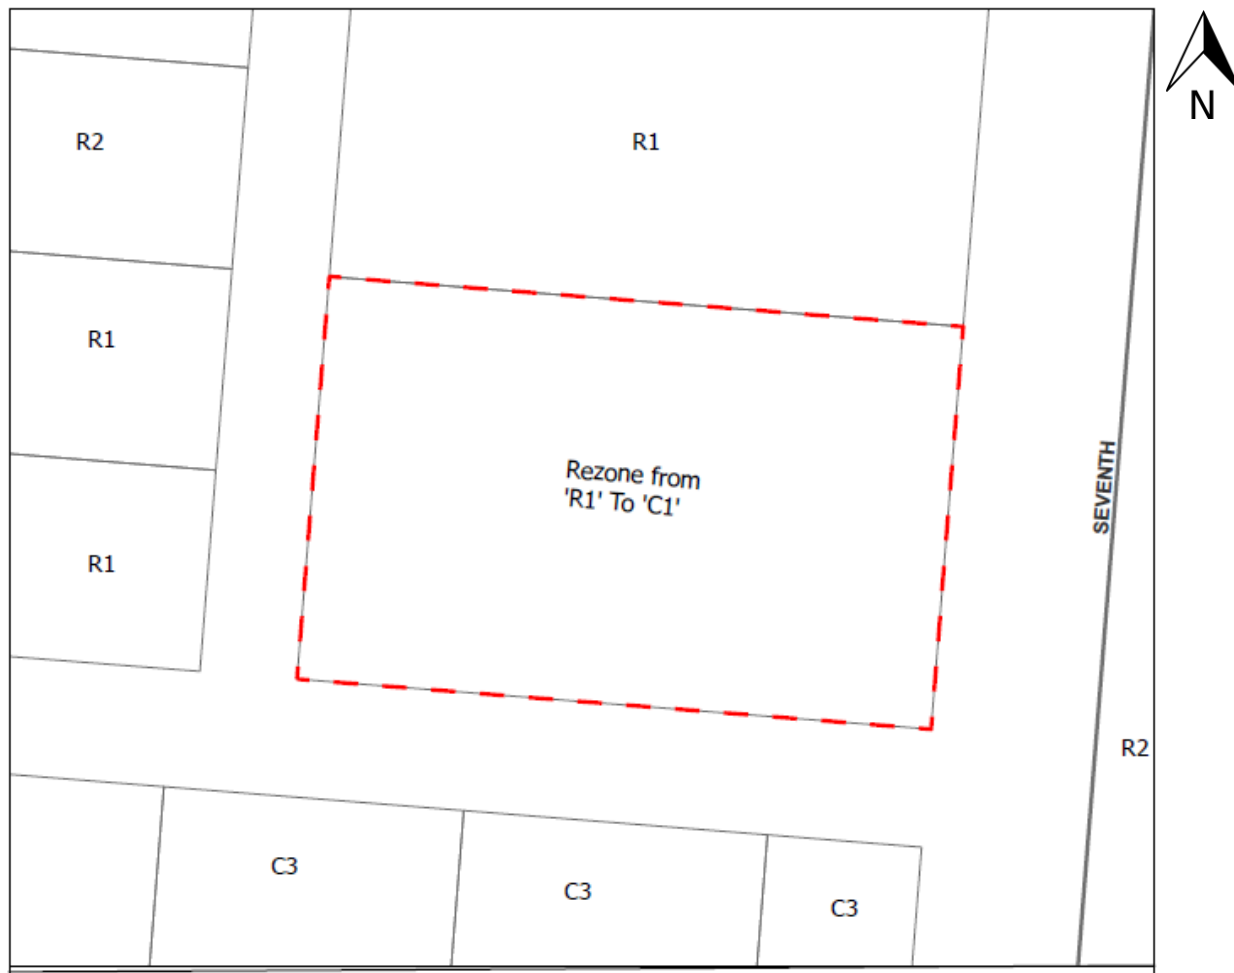 N
R2
R1
R1
Rezone from
'R1' To 'C1'
SEVENTH
R1
R2
C3
C3
C3